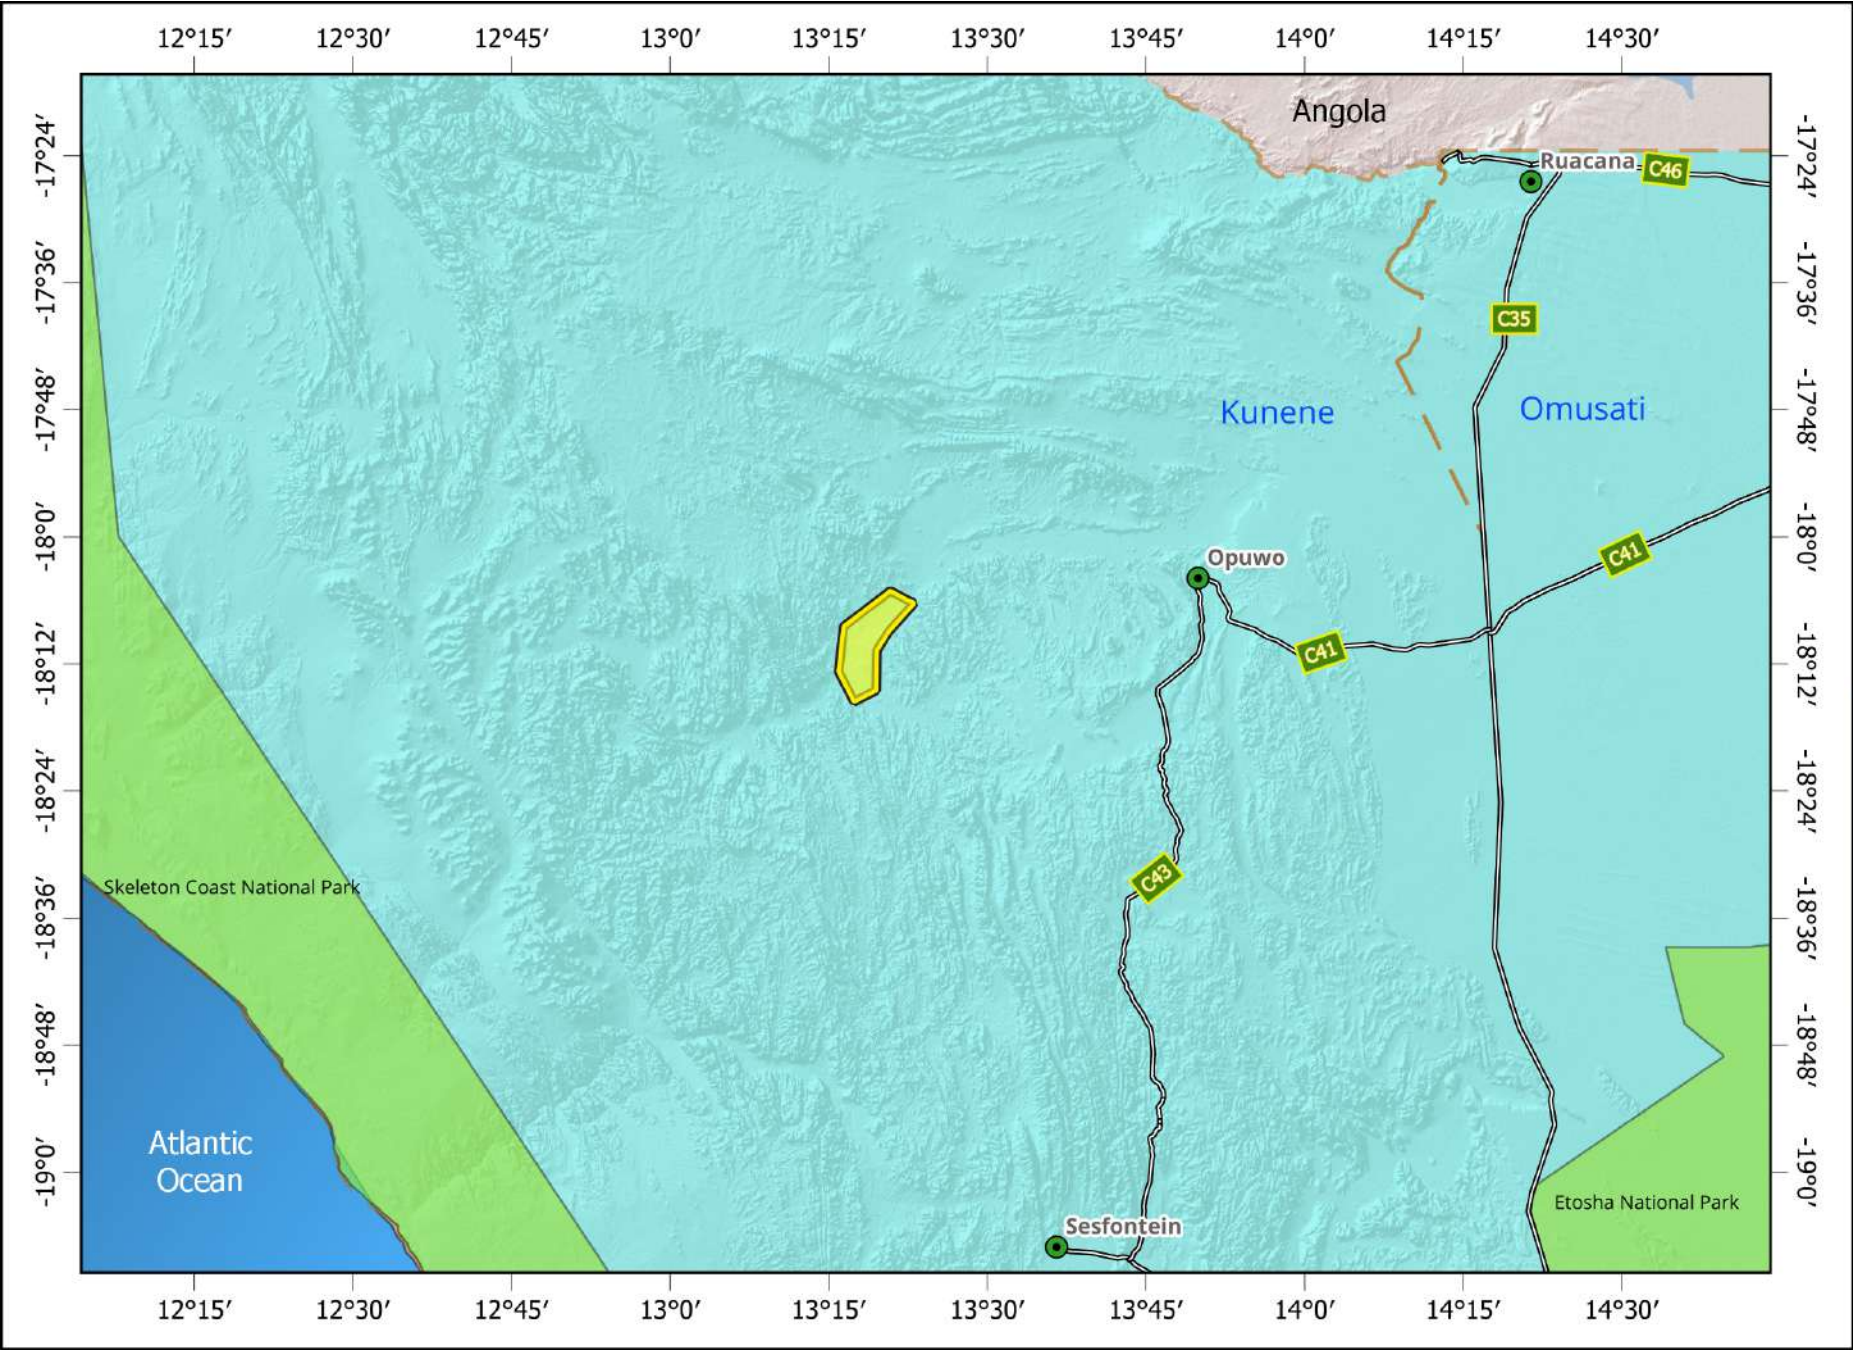 12°15′ 12°30′ 12°45′ 13°0′ 13°15′ 13°30′ 13°45′ 14°0′ 14°15′ 14°30′
Angola
-17°24′
-17°24′
Ruacana
C46
-17°36′
-17°36′
C35
Kunene
Omusati
-17°48′
-17°48′
-18°0′
-18°0′
Opuwo
C41
C41
-18°12′
-18°12′
-18°24′
-18°24′
C43
Skeleton Coast National Park
-18°36′
-18°36′
-18°48′
-18°48′
Atlantic
Ocean
-19°0′
-19°0′
Etosha National Park
Sesfontein
12°15′ 12°30′ 12°45′ 13°0′ 13°15′ 13°30′ 13°45′ 14°0′ 14°15′ 14°30′